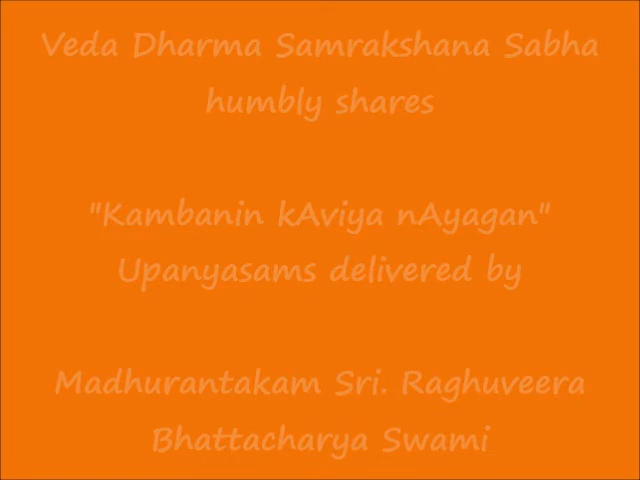 Veda Dharma Samrakshana Sabha
humbly shares
"Kambanin kAviya nAyagan"
Upanyasams delivered by
Madhurantakam Sri. Raghuveera
Bhattacharya Swami